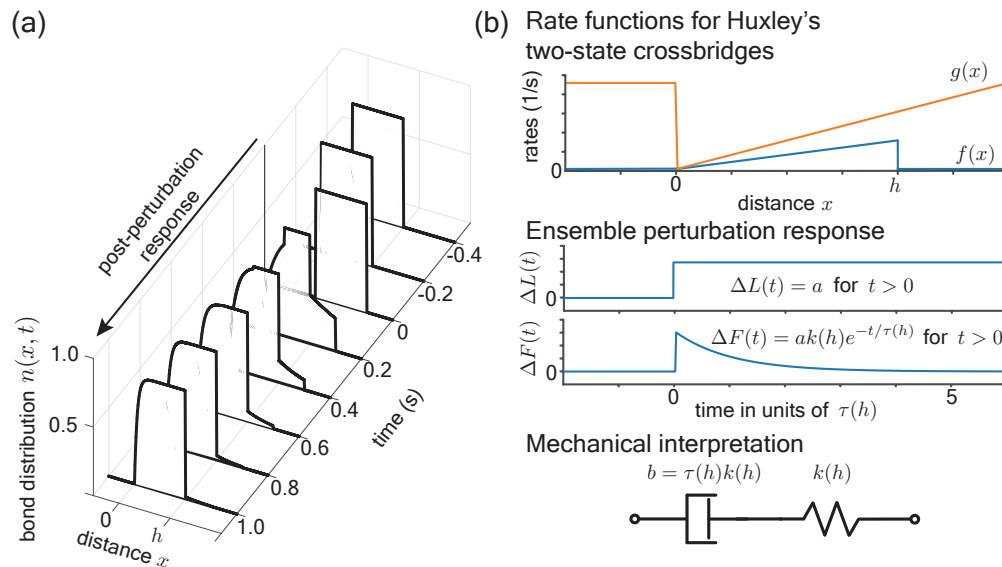 (a)
post-perturbation
response
bond distribution n(x, t)
1.0
0.5
0
h
distance x
-0.4
-0.2
0
0.2
0.4
0.6
0.8
1.0
time (s)
(b)
Rate functions for Huxley's
two-state crossbridges
rates (1/s)
0
g(x)
f(x)
0
h
distance x
Ensemble perturbation response
ΔL(t)
0
ΔL(t) = a for t > 0
ΔF(t)
0
ΔF(t) = ak(h)e^{-t/τ(h)} for t > 0
0
5
time in units of τ(h)
Mechanical interpretation
b = τ(h)k(h)
k(h)